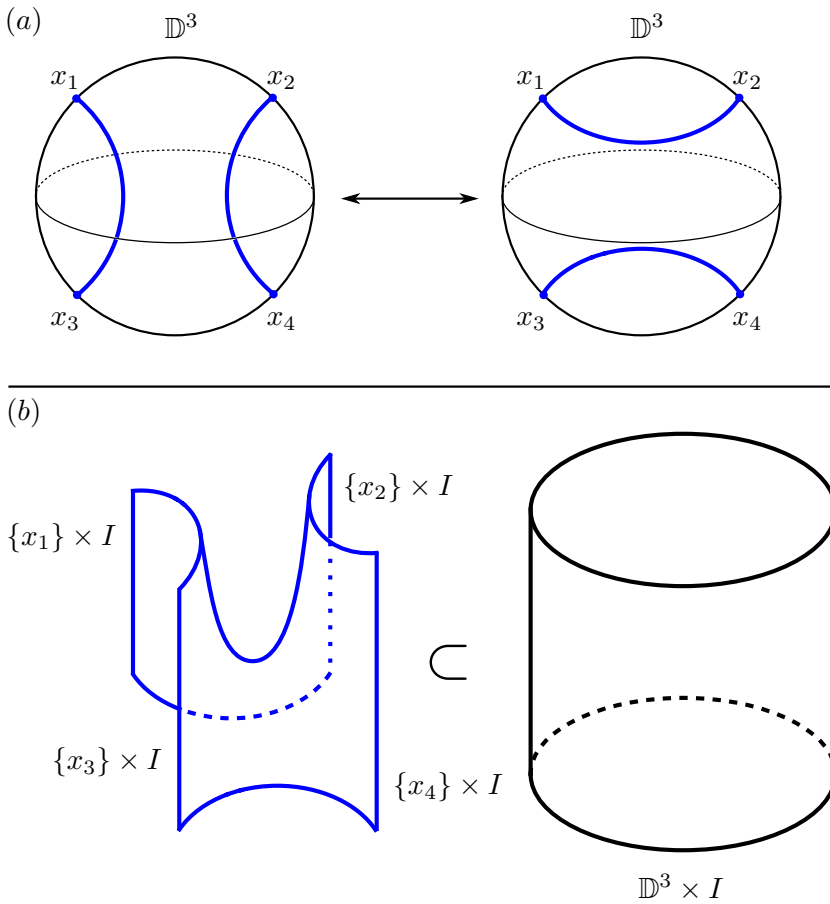 (a)
𝔻³ 𝔻³
x₁ x₂ x₁ x₂
x₃ x₄ x₃ x₄
(b)
{x₂} × I
{x₁} × I
⊂
{x₃} × I
{x₄} × I
𝔻³ × I